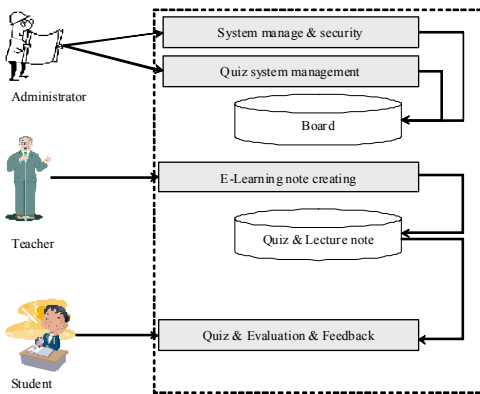 System manage & security
Quiz system management
Administrator
Board
E-Learning note creating
Teacher
Quiz & Lecture note
Quiz & Evaluation & Feedback
Student